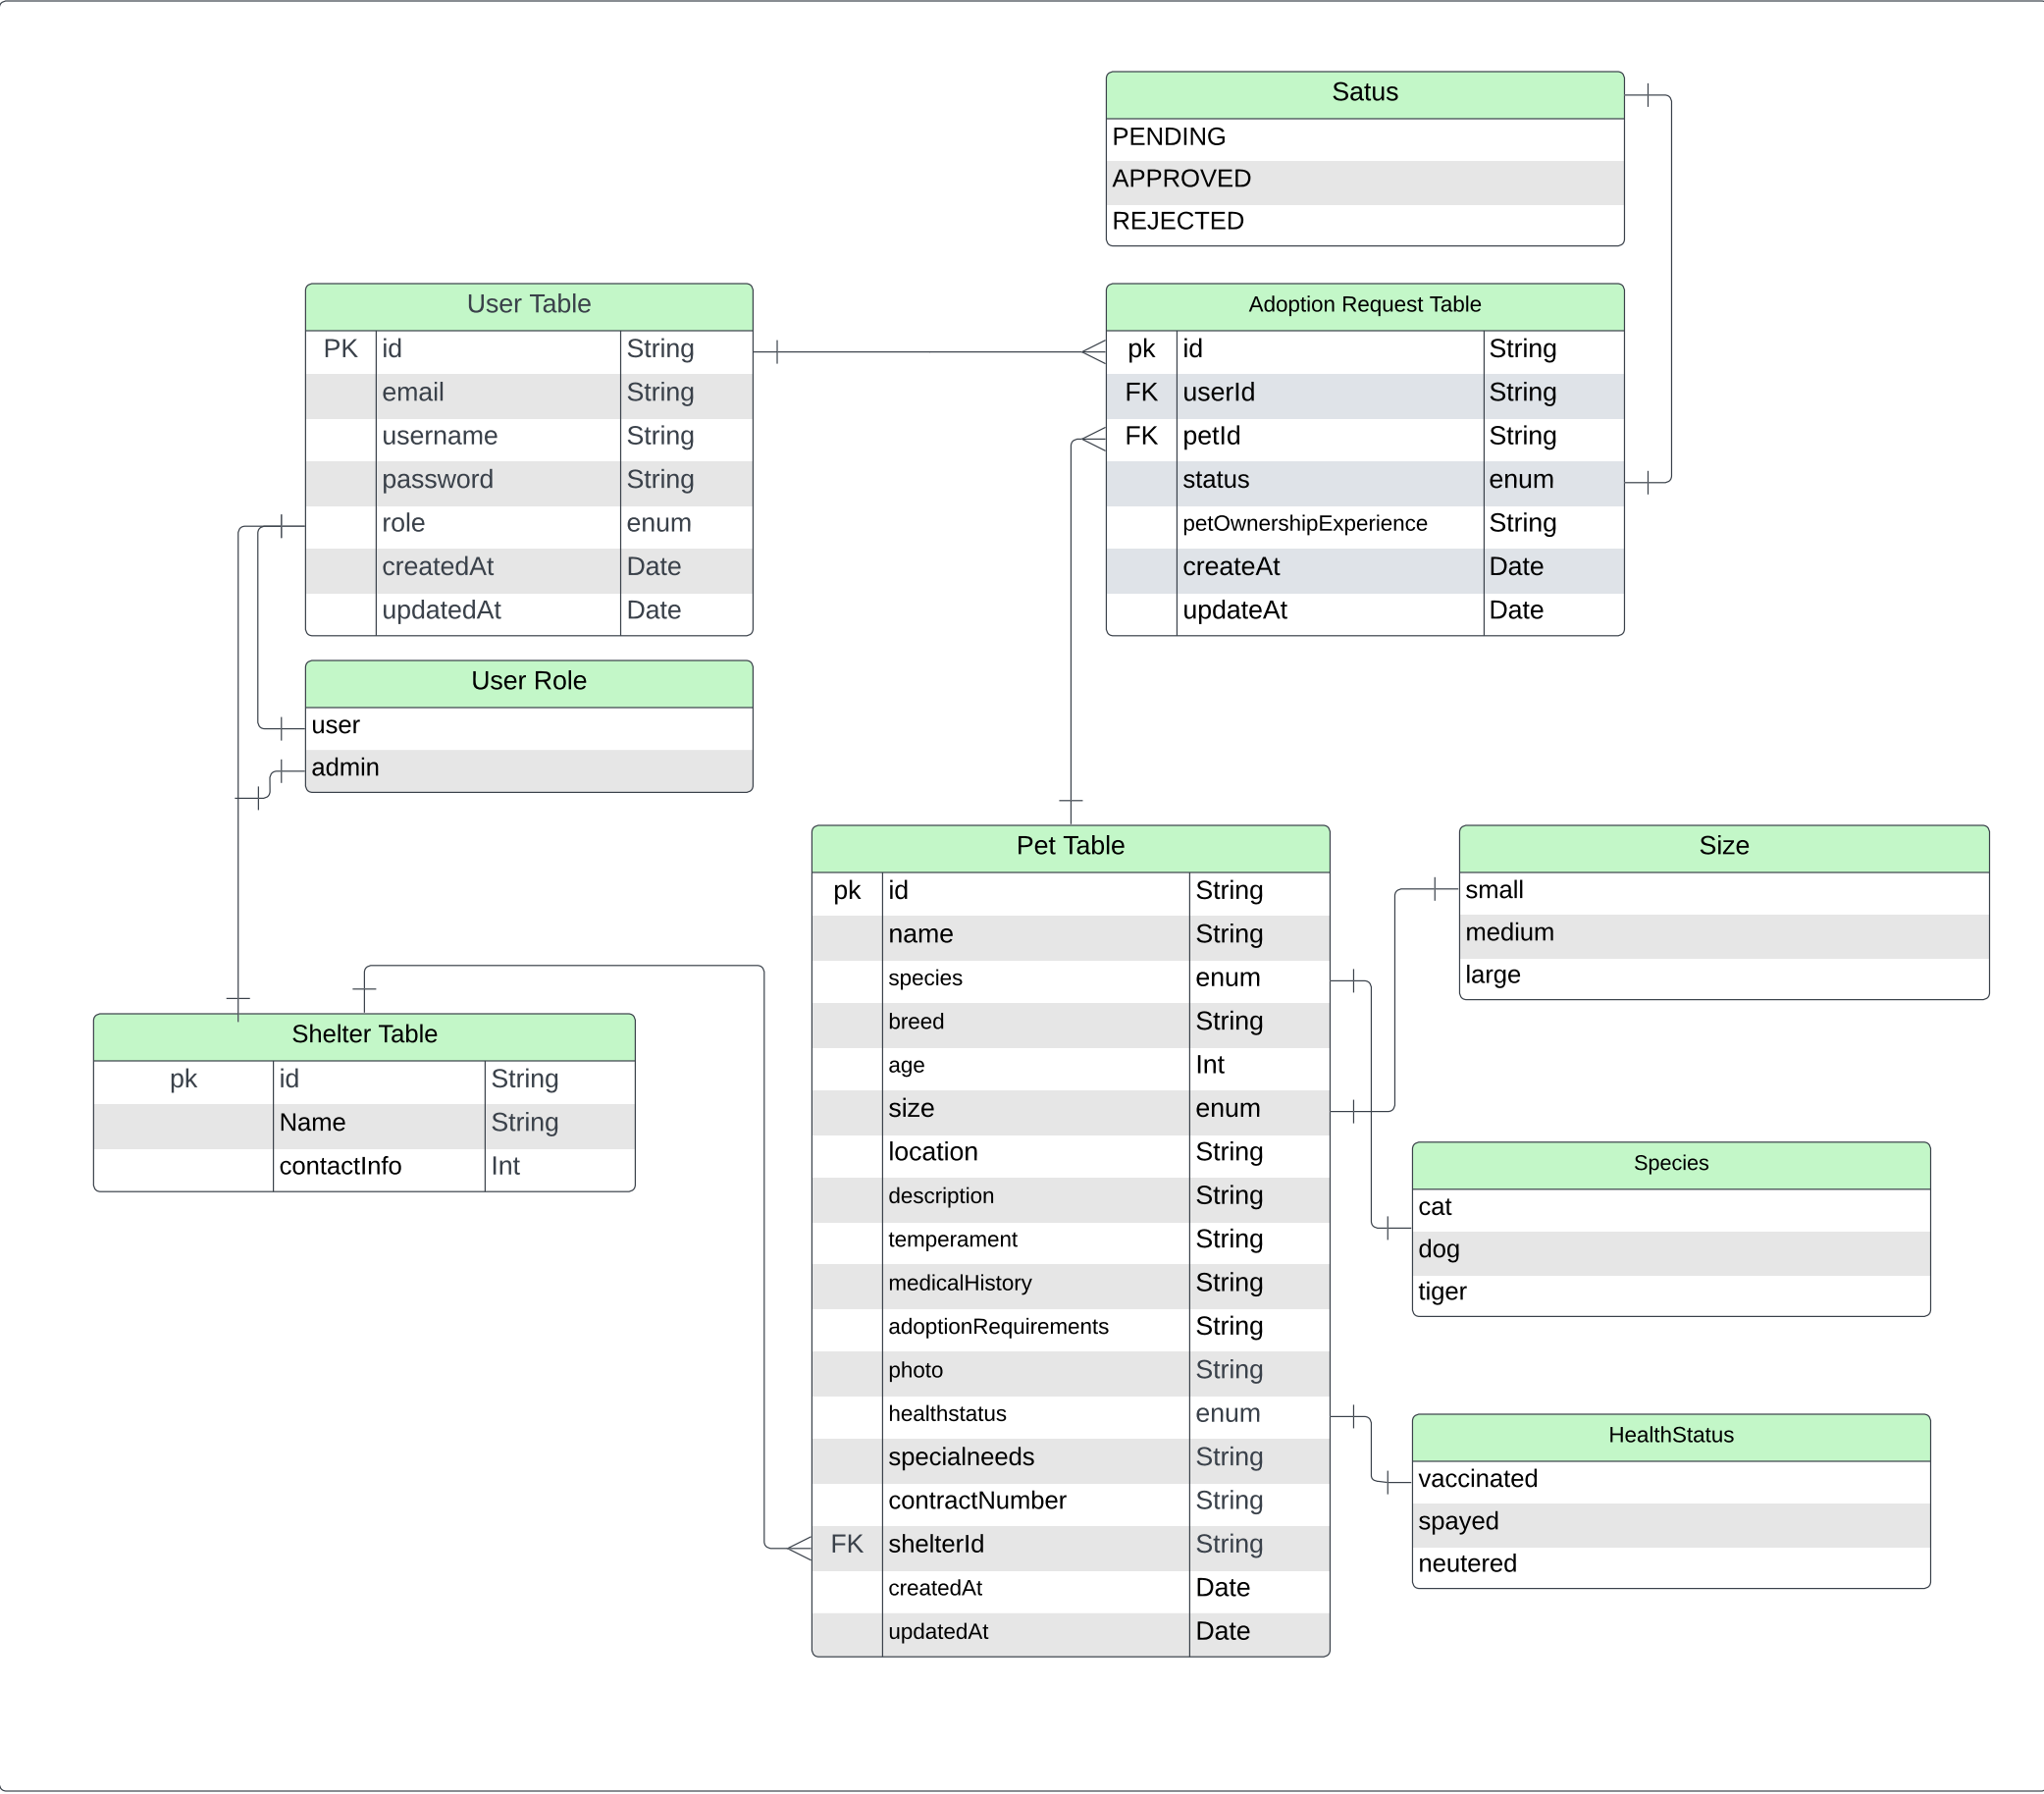 Satus
PENDING
APPROVED
REJECTED
User Table
PK id String
email String
username String
password String
role enum
createdAt Date
updatedAt Date
Adoption Request Table
pk id String
FK userId String
FK petId String
status enum
petOwnershipExperience String
createAt Date
updateAt Date
User Role
user
admin
Pet Table
pk id String
name String
species enum
breed String
age Int
size enum
location String
description String
temperament String
medicalHistory String
adoptionRequirements String
photo String
healthstatus enum
specialneeds String
contractNumber String
FK shelterId String
createdAt Date
updatedAt Date
Size
small
medium
large
Shelter Table
pk id String
Name String
contactInfo Int
Species
cat
dog
tiger
HealthStatus
vaccinated
spayed
neutered